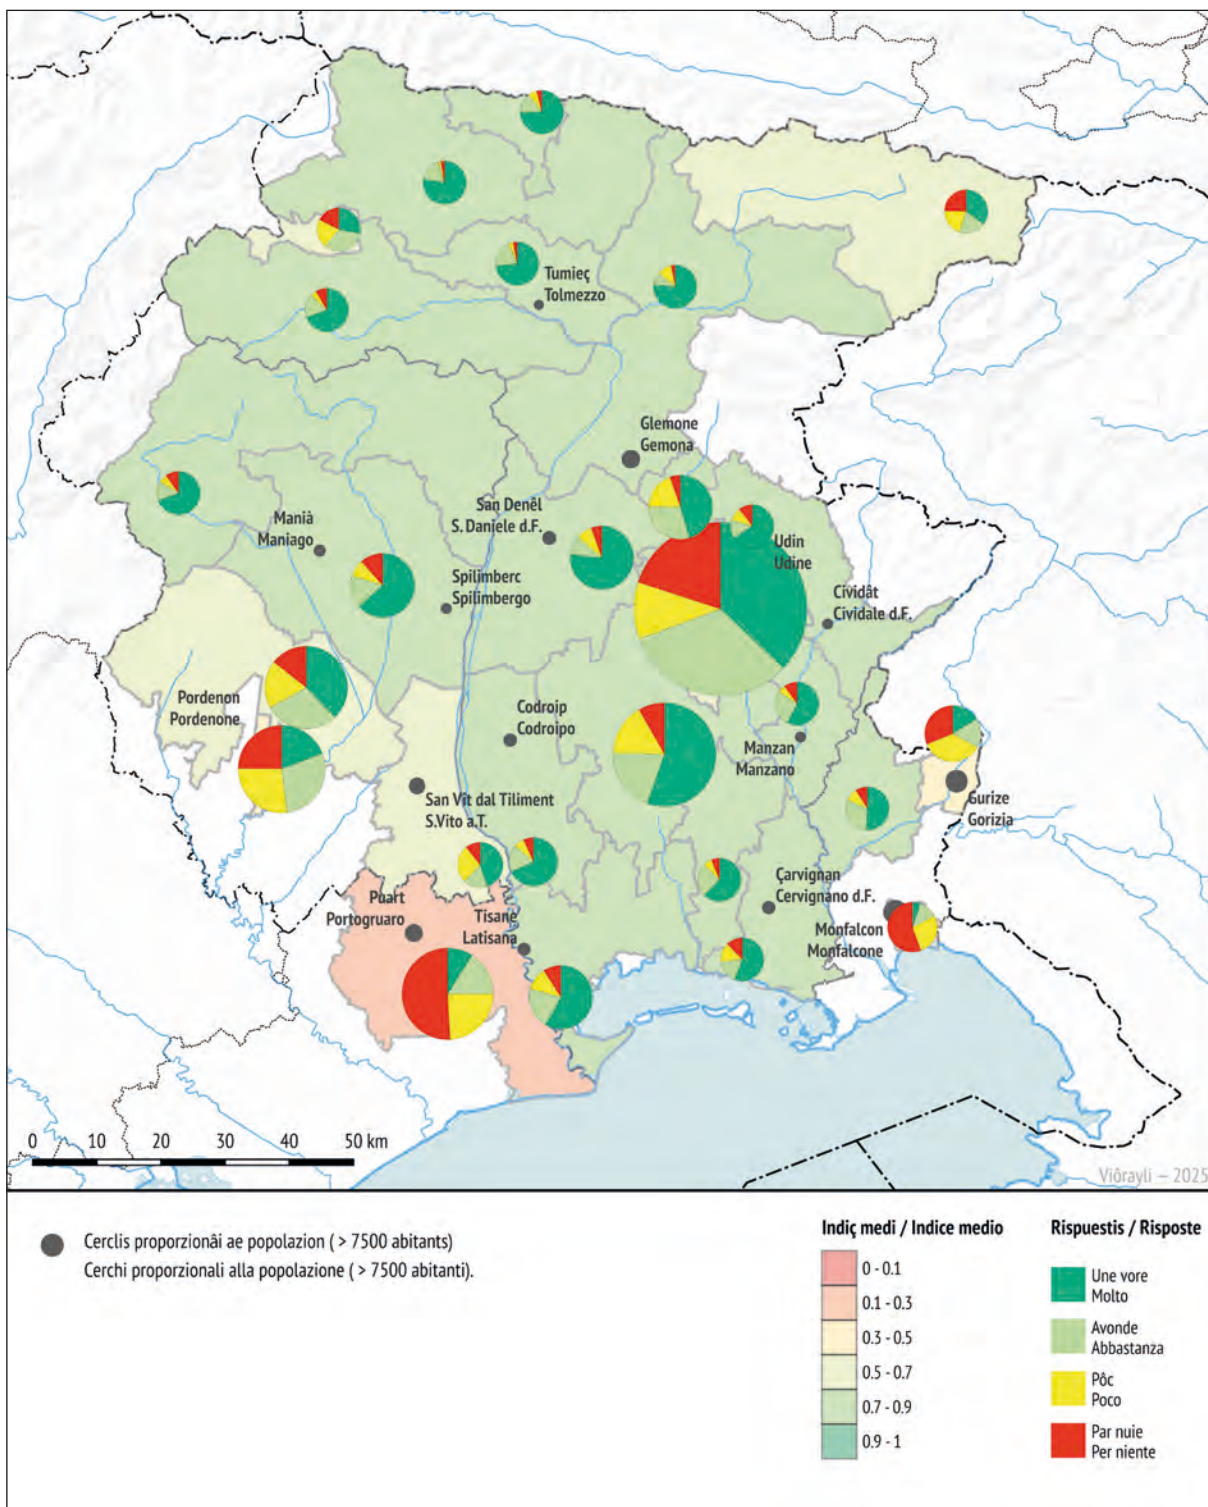 Tumieç
Tolmezzo
Glemone
Gemona
San Denêl
S. Daniele d.F.
Manià
Maniago
Udin
Udine
Spilimberc
Spilimbergo
Cividât
Cividale d.F.
Pordenon
Pordenone
Codroip
Codroipo
Manzan
Manzano
San Vît dal Tiliment
S.Vito a.T.
Gurize
Gorizia
Çarvignan
Cervignano d.F.
Puart
Portogruaro
Tisane
Latisana
Monfalcon
Monfalcone
0 10 20 30 40 50 km
Viôrayli – 2025
Cerclis proporzionâi ae popolazion ( > 7500 abitants)
Cerchi proporzionali alla popolazione ( > 7500 abitanti).
Indiç medi / Indice medio
0 - 0.1
0.1 - 0.3
0.3 - 0.5
0.5 - 0.7
0.7 - 0.9
0.9 - 1
Rispuestis / Risposte
Une vore
Molto
Avonde
Abbastanza
Pôc
Poco
Par nuie
Per niente